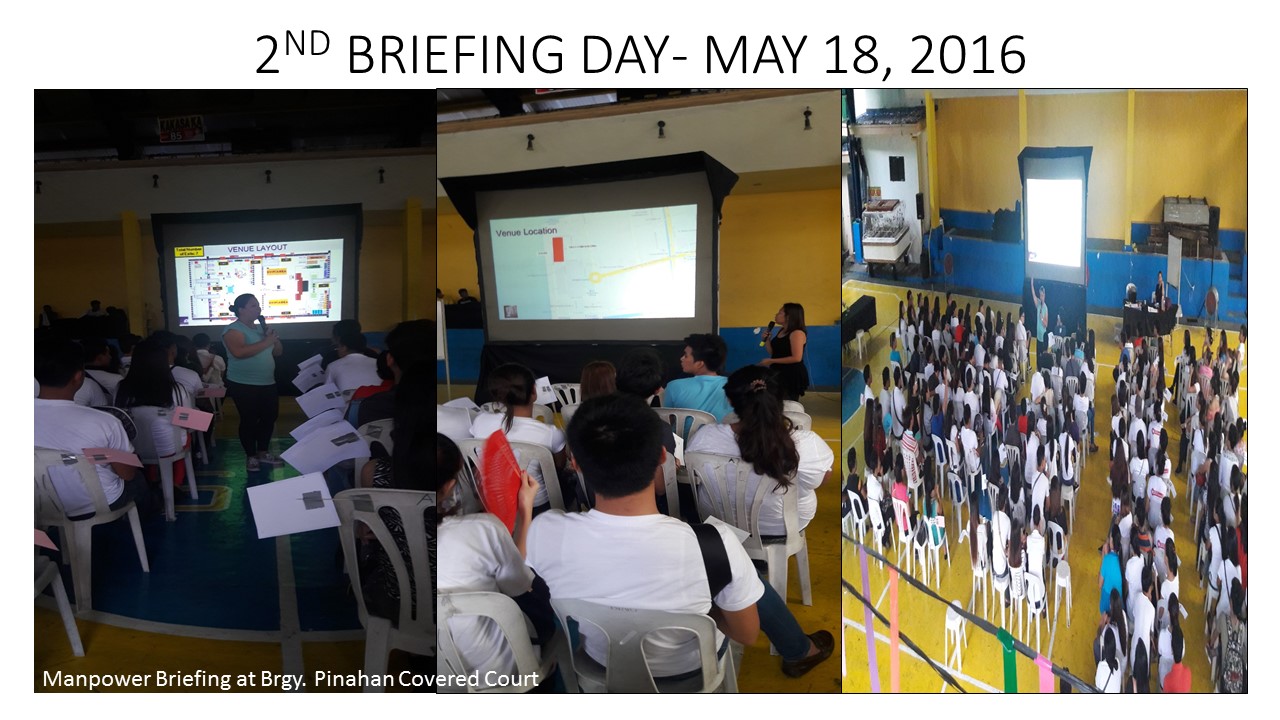 2ND BRIEFING DAY- MAY 18, 2016
VENUE LAYOUT
Venue Location
Manpower Briefing at Brgy. Pinahan Covered Court